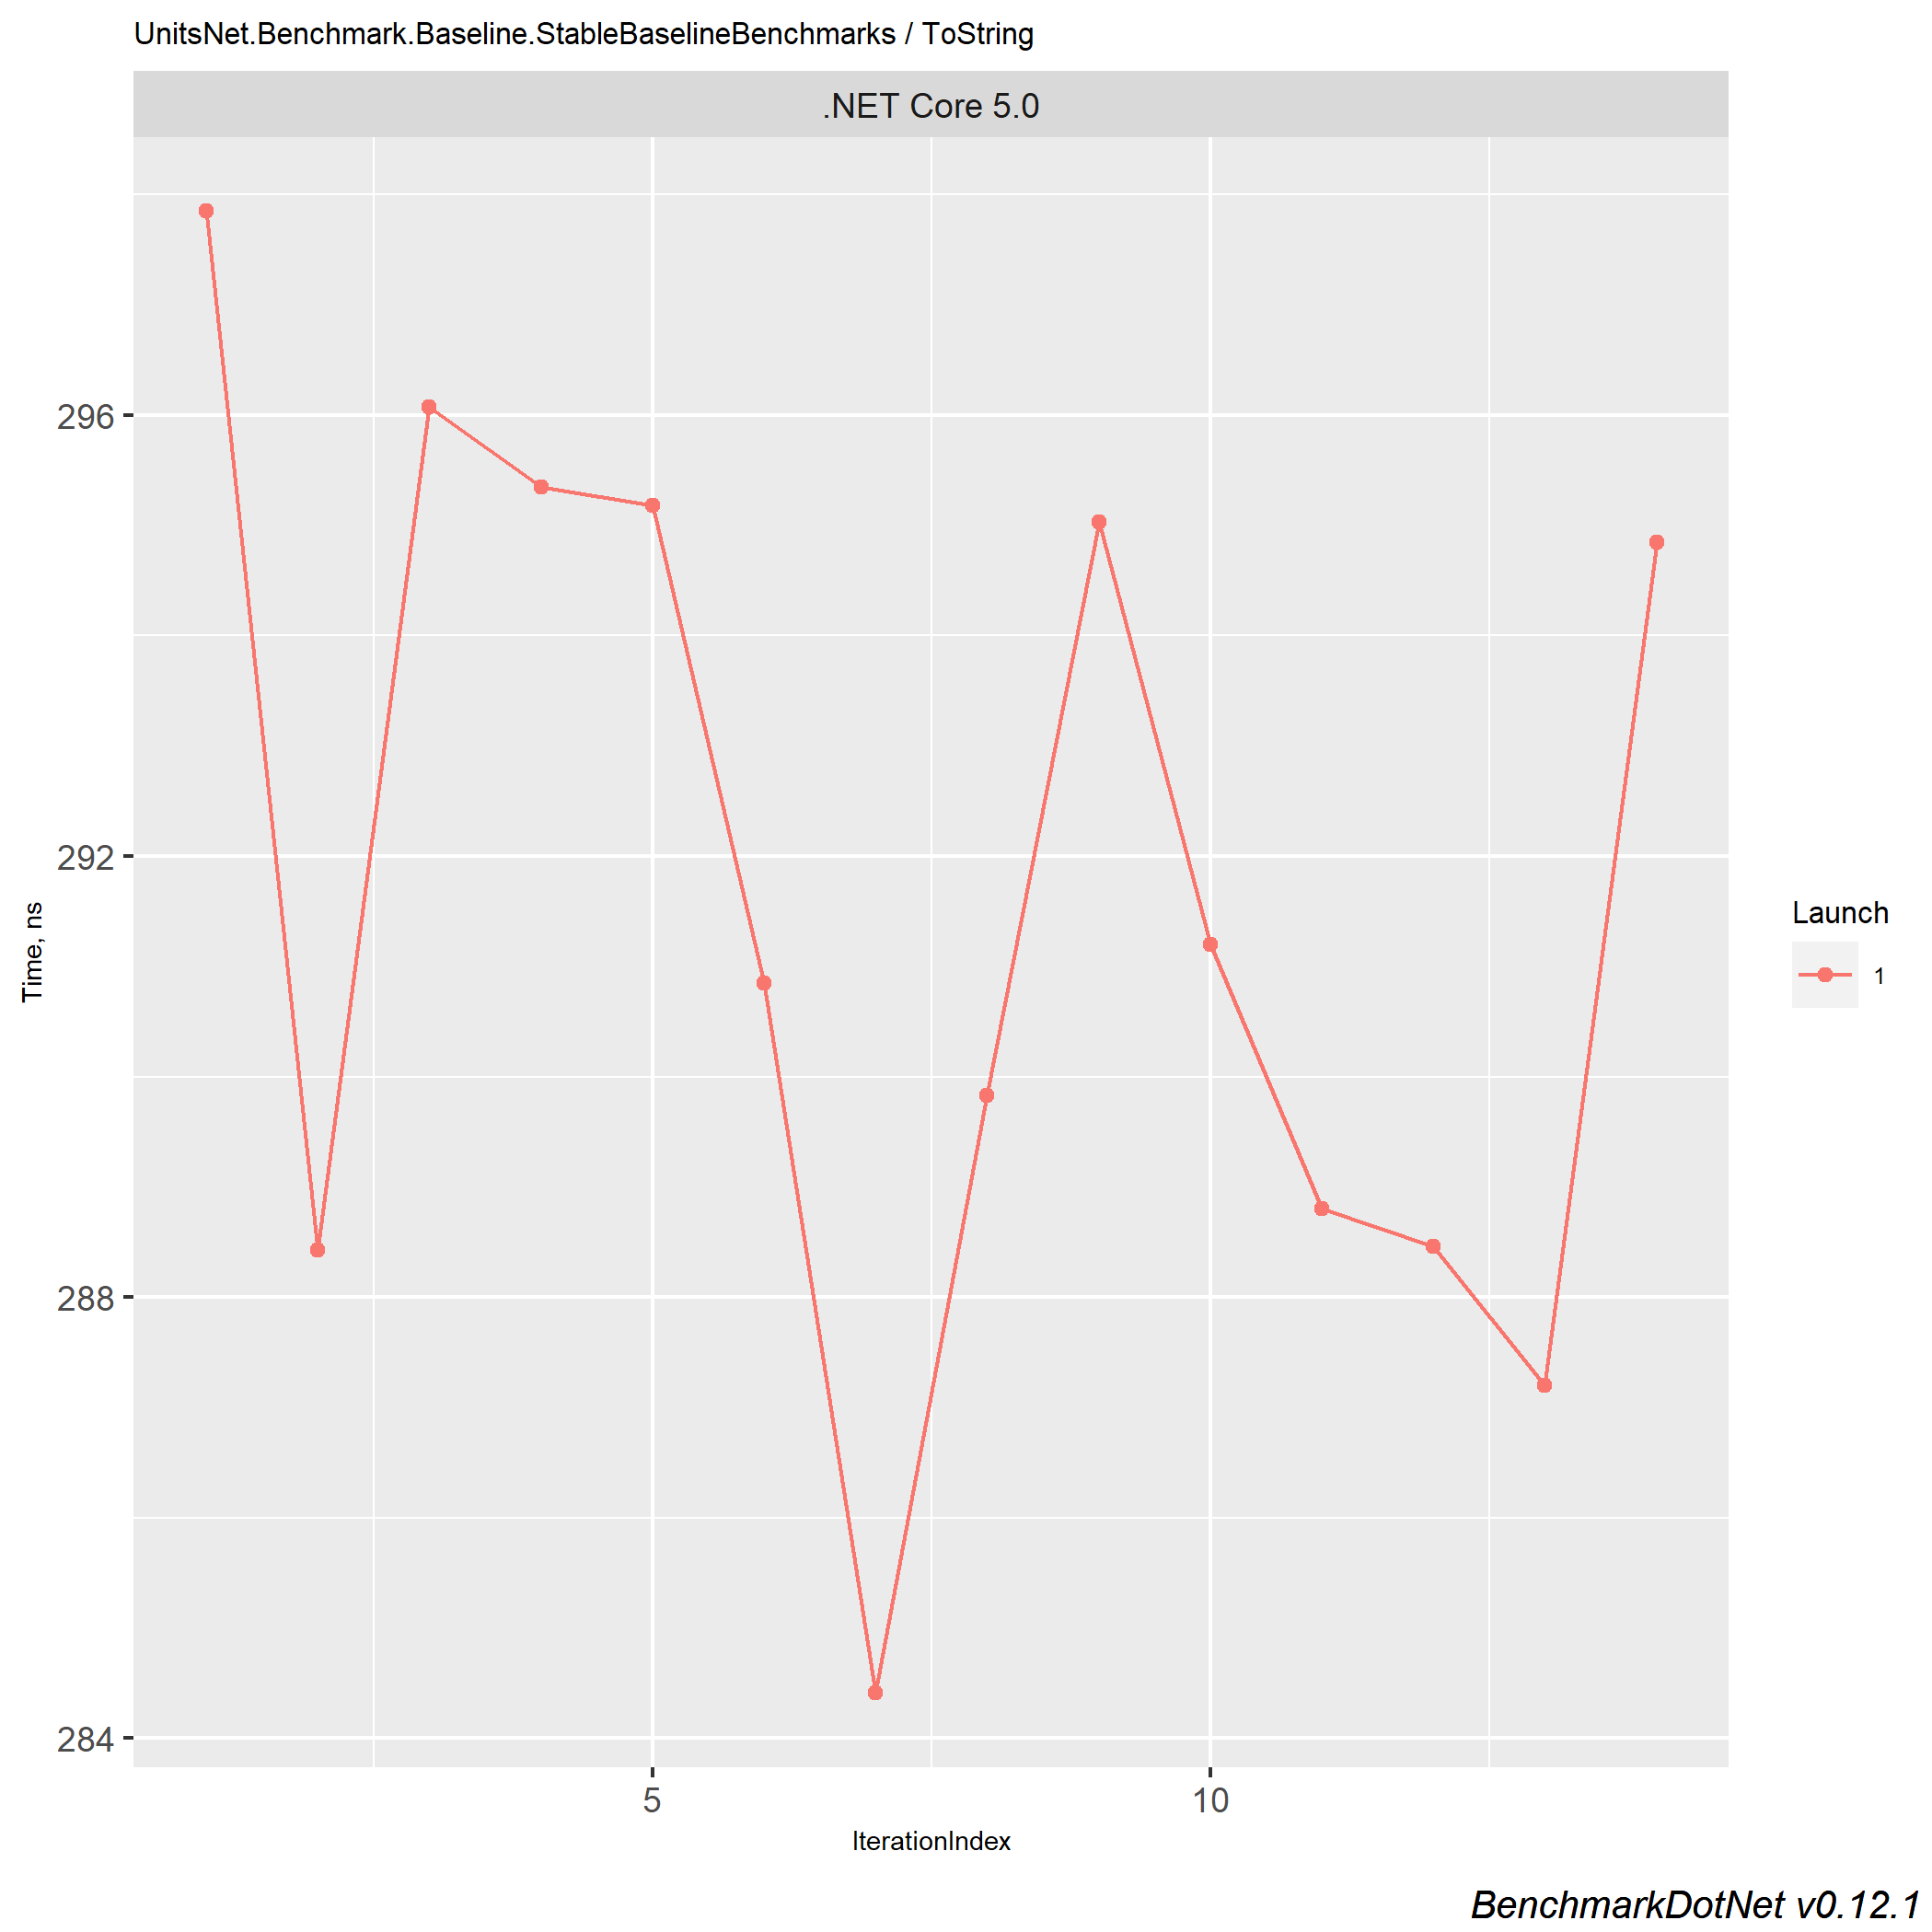 UnitsNet.Benchmark.Baseline.StableBaselineBenchmarks / ToString
.NET Core 5.0
296
292
288
284
Time, ns
5
10
IterationIndex
Launch
1
BenchmarkDotNet v0.12.1